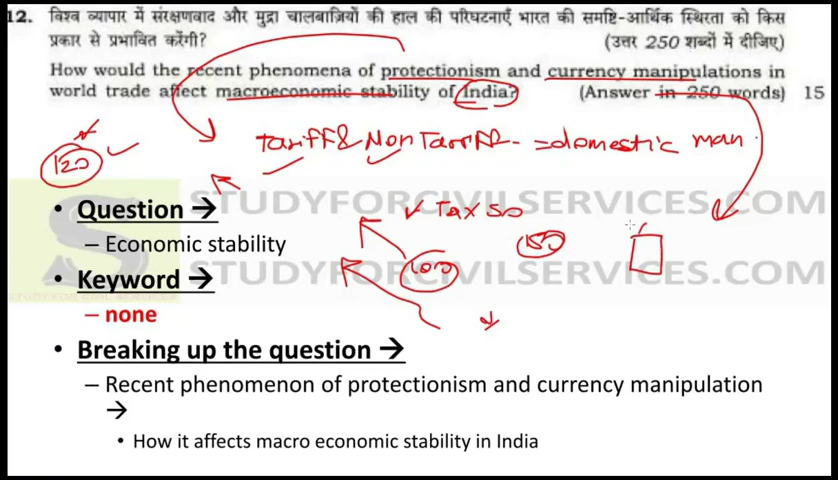 12. विश्व व्यापार में संरक्षणवाद और मुद्रा चालबाज़ियों की हाल की परिघटनाएँ भारत की समष्टि-आर्थिक स्थिरता को किस
प्रकार से प्रभावित करेंगी? (उत्तर 250 शब्दों में दीजिए)
How would the recent phenomena of protectionism and currency manipulations in
world trade affect macroeconomic stability of India? (Answer in 250 words) 15
Tariff & Non Tariff - = domestic man
120
STUDYFORCIVILSERVICES.COM
• Question →
Tax 50
– Economic stability
150
100
• Keyword →
STUDYFORCIVILSERVICES.COM
– none
• Breaking up the question →
– Recent phenomenon of protectionism and currency manipulation
→
• How it affects macro economic stability in India